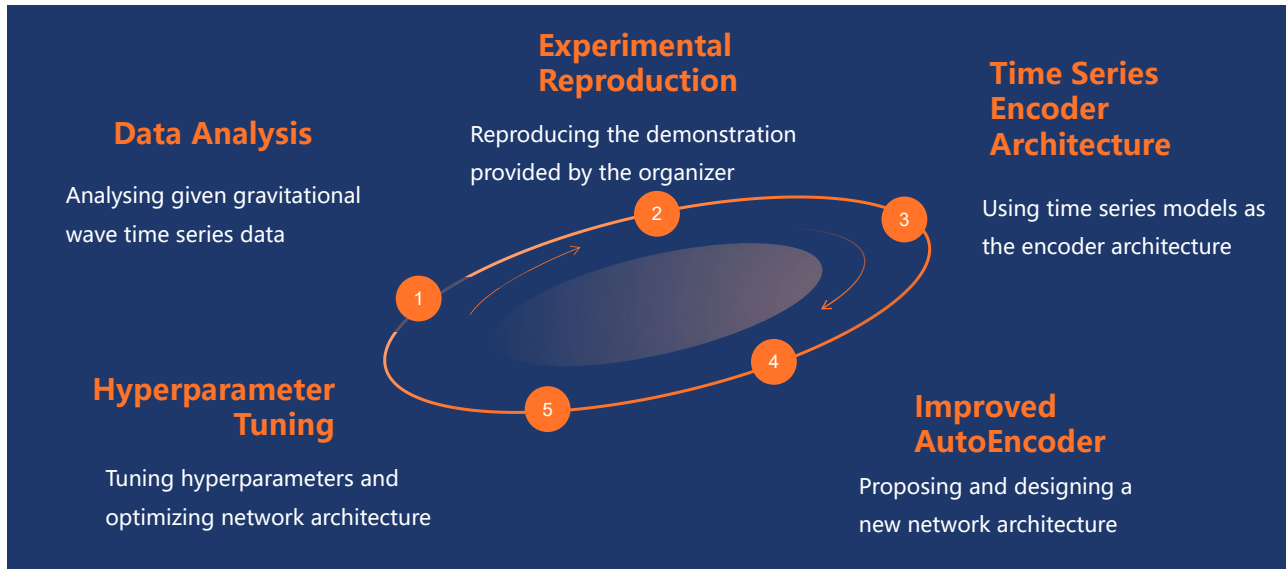 Data Analysis
Analysing given gravitational
wave time series data
1
Experimental
Reproduction
Reproducing the demonstration
provided by the organizer
2
Time Series
Encoder
Architecture
Using time series models as
the encoder architecture
3
Improved
AutoEncoder
Proposing and designing a
new network architecture
4
Hyperparameter
Tuning
Tuning hyperparameters and
optimizing network architecture
5